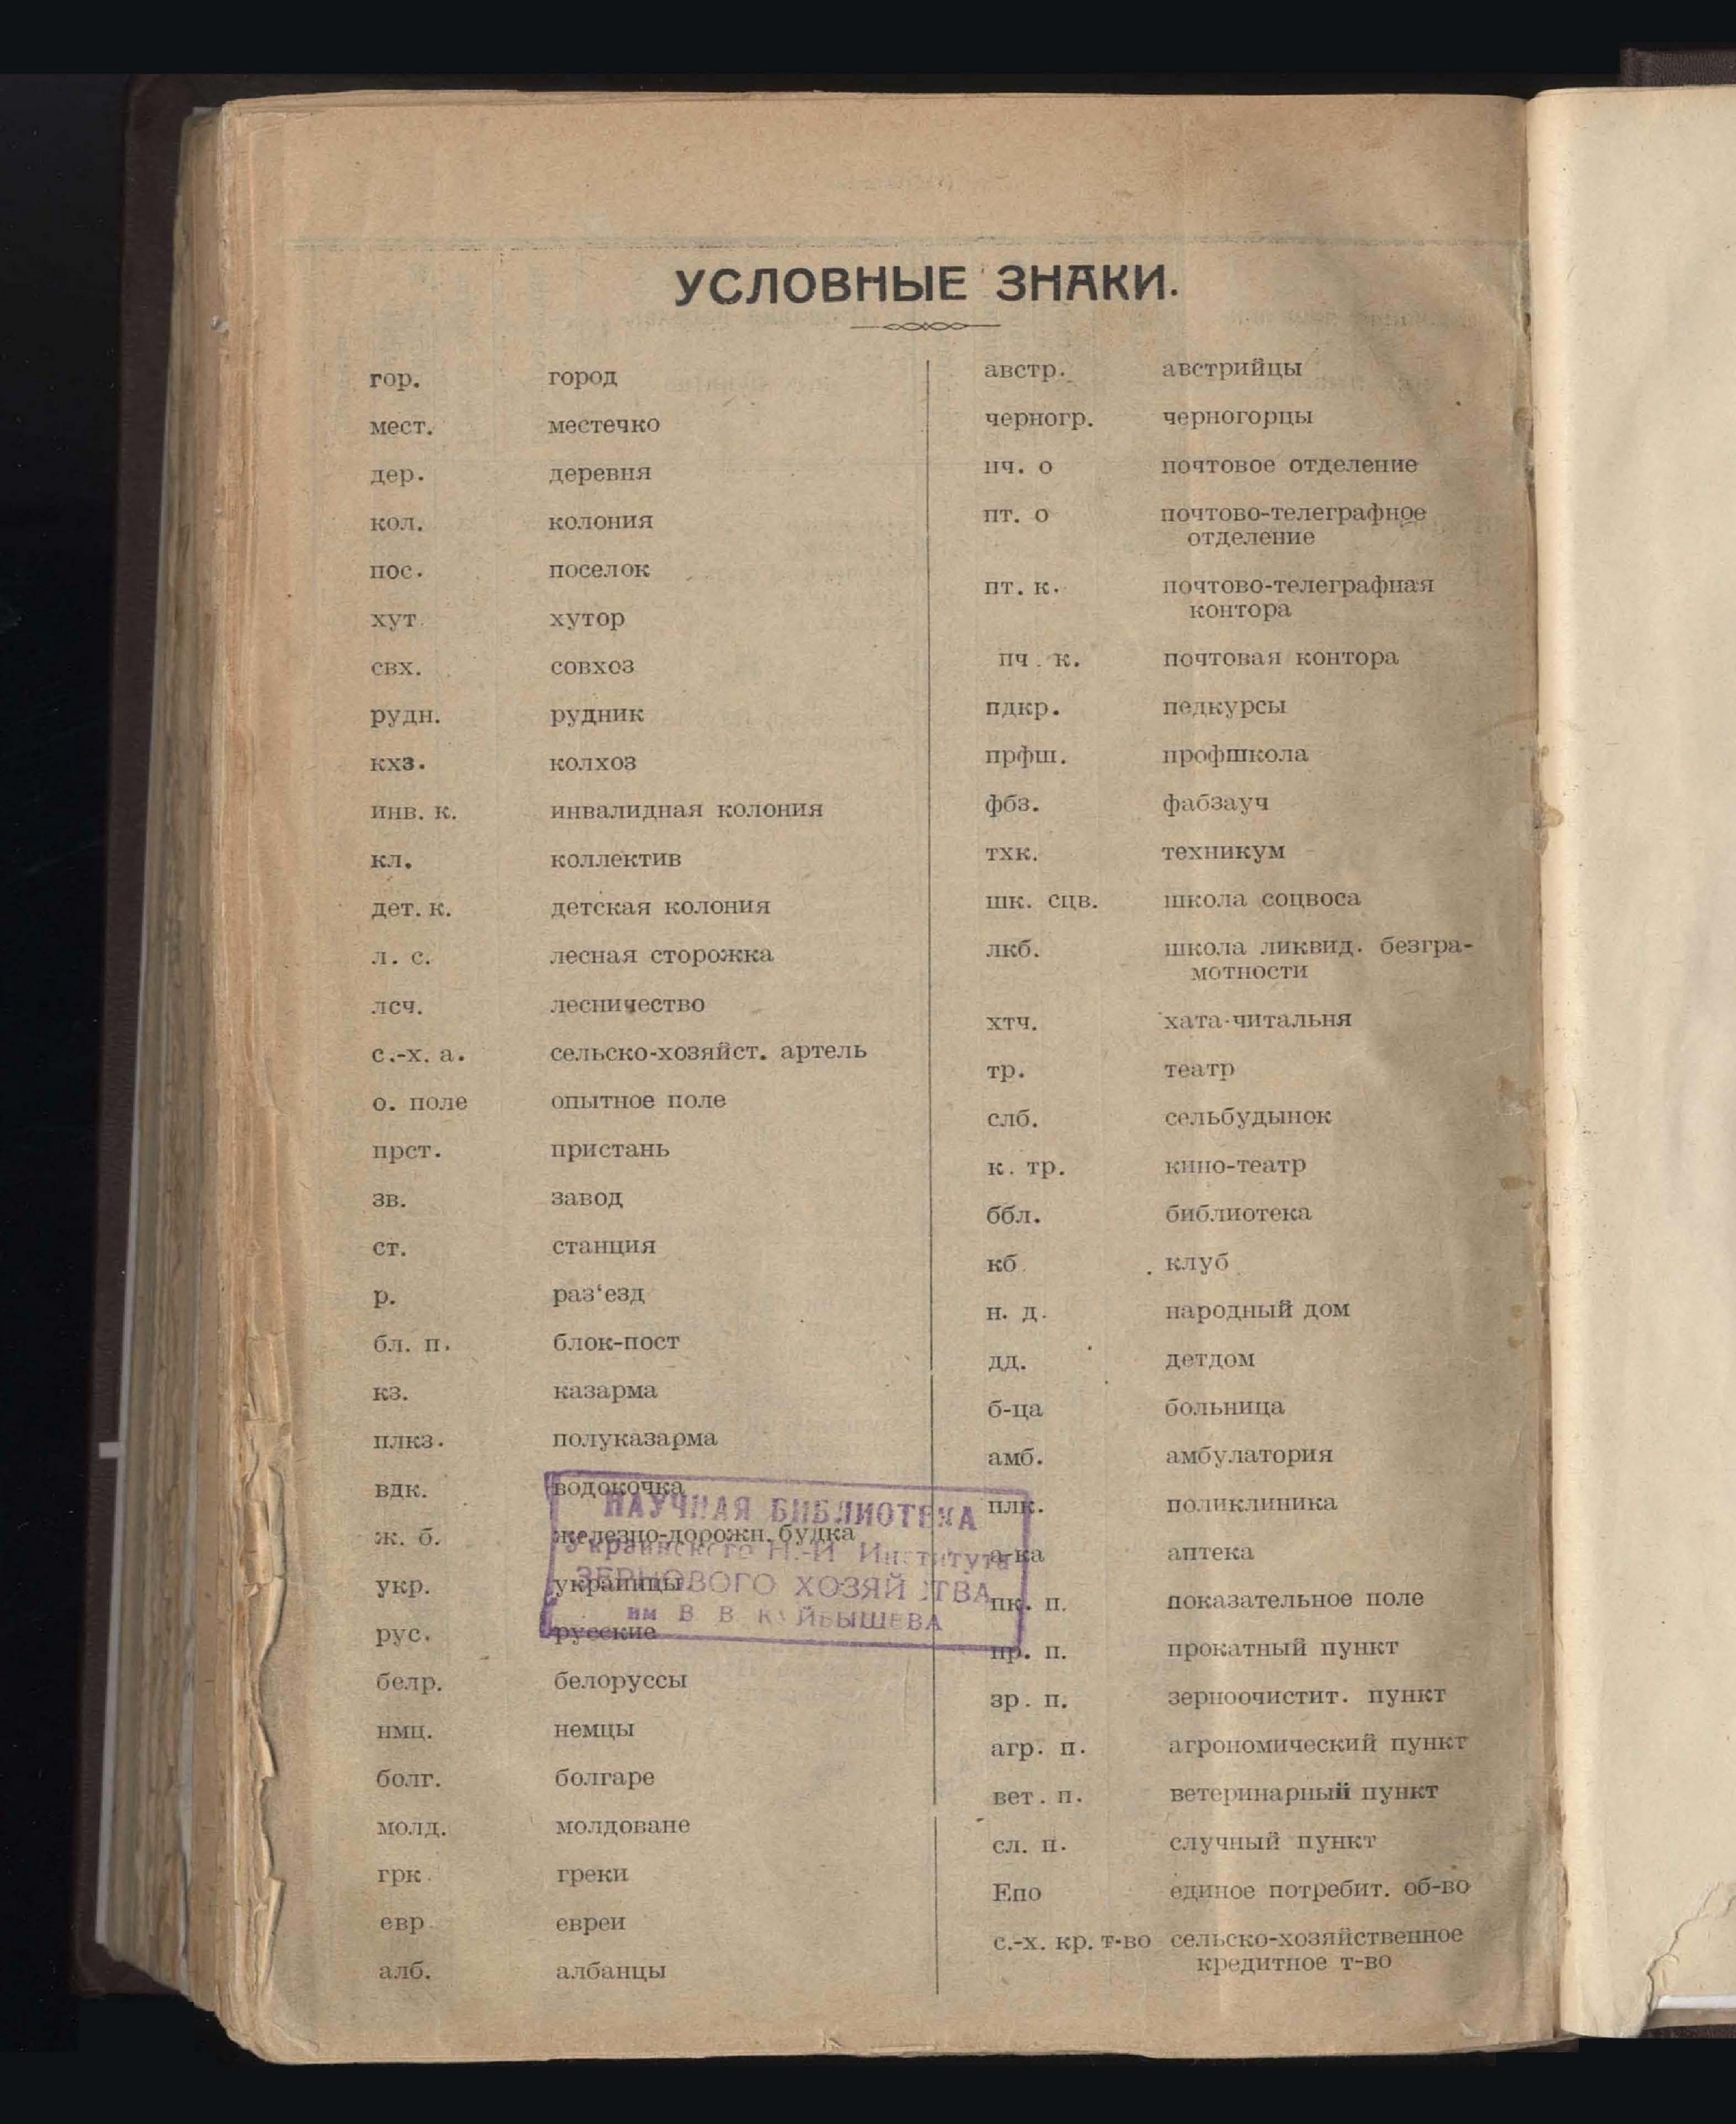 УСЛОВНЫЕ ЗНАКИ.
гор. город
мест. местечко
дер. деревня
кол. колония
пос. поселок
хут. хутор
свх. совхоз
рудн. рудник
кхз. колхоз
инв. к. инвалидная колония
кл. коллектив
дет. к. детская колония
л. с. лесная сторожка
лсч. лесничество
с.-х. а. сельско-хозяйст. артель
о. поле опытное поле
прст. пристань
зв. завод
ст. станция
р. раз‘езд
бл. п. блок-пост
кз. казарма
плкз. полуказарма
вдк. водокочка
ж. б. железно-дорожн. будка
укр. украинцы
рус. русские
белр. белоруссы
нмц. немцы
болг. болгаре
молд. молдоване
грк. греки
евр. евреи
алб. албанцы
австр. австрийцы
черногр. черногорцы
пч. о почтовое отделение
пт. о почтово-телеграфное
отделение
пт. к. почтово-телеграфная
контора
пч. к. почтовая контора
пдкр. педкурсы
прфш. профшкола
фбз. фабзауч
тхк. техникум
шк. сцв. школа соцвоса
лкб. школа ликвид. безгра-
мотности
хтч. хата-читальня
тр. театр
слб. сельбудынок
к. тр. кино-театр
ббл. библиотека
кб. клуб
н. д. народный дом
дд. детдом
б-ца больница
амб. амбулатория
плк. поликлиника
а-ка аптека
пк. п. показательное поле
пр. п. прокатный пункт
зр. п. зерноочистит. пункт
агр. п. агрономический пункт
вет. п. ветеринарный пункт
сл. п. случный пункт
Епо единое потребит. об-во
с.-х. кр. т-во сельско-хозяйственное
кредитное т-во
НАУЧНАЯ БИБЛИОТЕКА
Украинского Н.-И Института
ЗЕРНОВОГО ХОЗЯЙСТВА
им В В КУЙБЫШЕВА